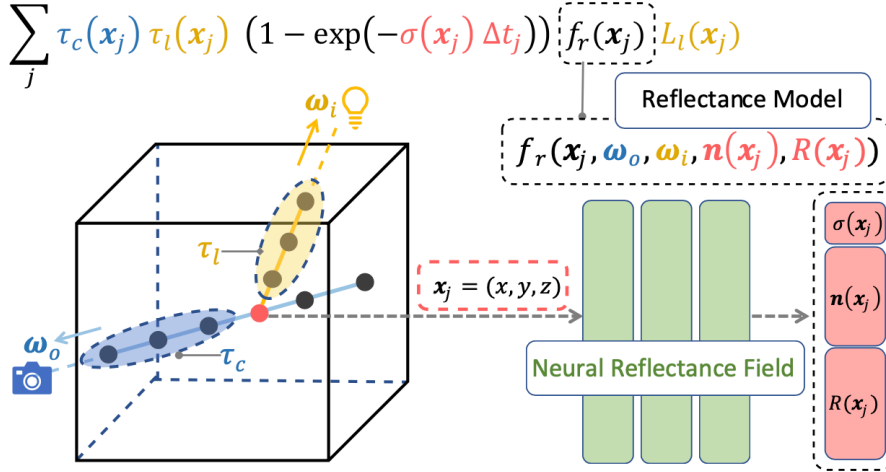 ∑_j τ_c(x_j) τ_l(x_j) (1 − exp(−σ(x_j) Δt_j)) f_r(x_j) L_l(x_j)
Reflectance Model
f_r(x_j, ω_o, ω_i, n(x_j), R(x_j))
ω_i
τ_l
x_j = (x, y, z)
ω_o
τ_c
Neural Reflectance Field
σ(x_j)
n(x_j)
R(x_j)